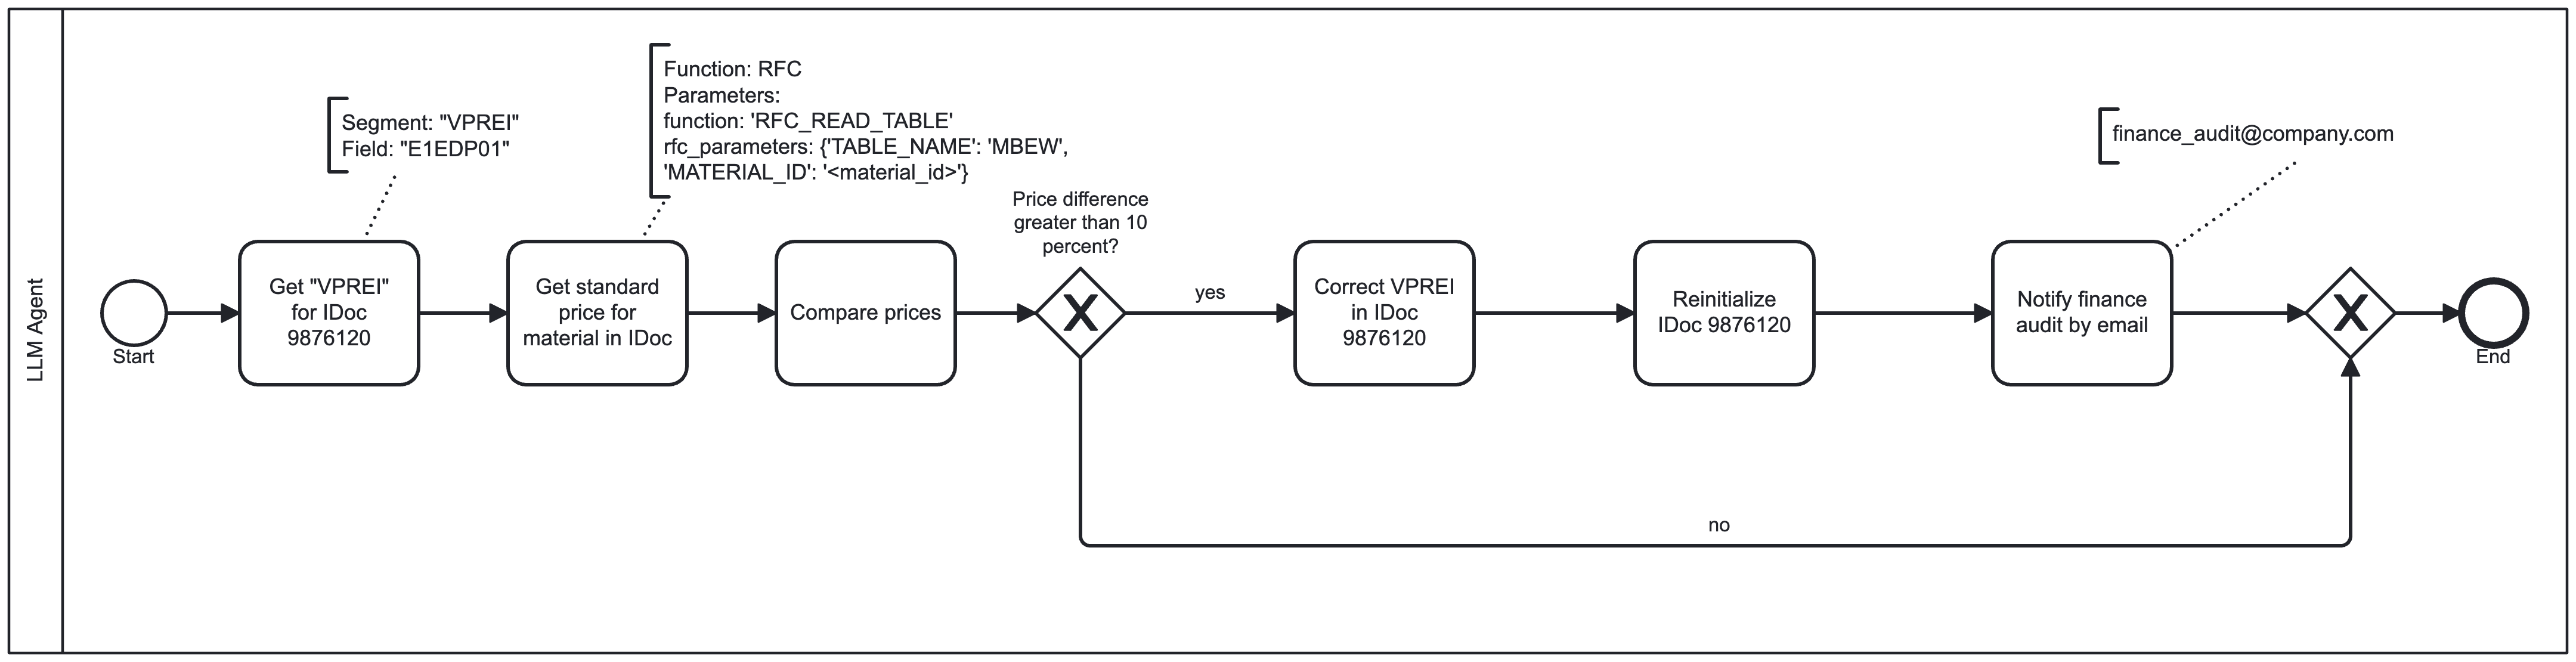 LLM Agent
Start
Segment: "VPREI"
Field: "E1EDP01"
Get "VPREI"
for IDoc
9876120
Function: RFC
Parameters:
function: 'RFC_READ_TABLE'
rfc_parameters: {'TABLE_NAME': 'MBEW',
'MATERIAL_ID': '<material_id>'}
Get standard
price for
material in IDoc
Compare prices
Price difference
greater than 10
percent?
yes
no
Correct VPREI
in IDoc
9876120
Reinitialize
IDoc 9876120
finance_audit@company.com
Notify finance
audit by email
End